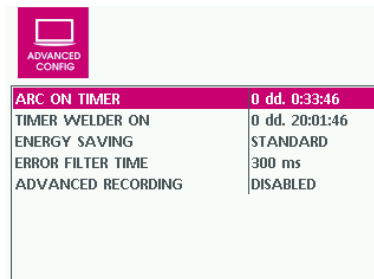 ADVANCED
CONFIG
ARC ON TIMER 0 dd. 0:33:46
TIMER WELDER ON 0 dd. 20:01:46
ENERGY SAVING STANDARD
ERROR FILTER TIME 300 ms
ADVANCED RECORDING DISABLED